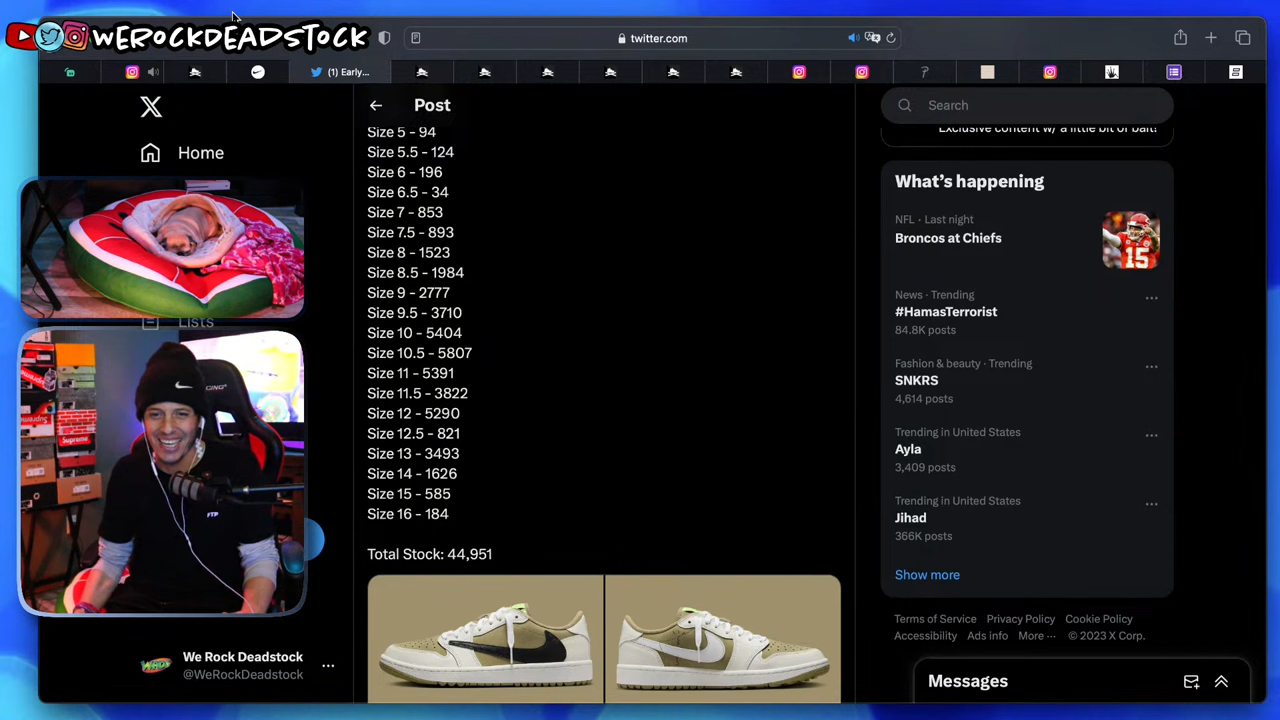 WEROCKDEADSTOCK
twitter.com
(1) Early...
Post
Search
Exclusive content w/ a little bit of bait!
Home
Lists
Size 5 - 94
Size 5.5 - 124
Size 6 - 196
Size 6.5 - 34
Size 7 - 853
Size 7.5 - 893
Size 8 - 1523
Size 8.5 - 1984
Size 9 - 2777
Size 9.5 - 3710
Size 10 - 5404
Size 10.5 - 5807
Size 11 - 5391
Size 11.5 - 3822
Size 12 - 5290
Size 12.5 - 821
Size 13 - 3493
Size 14 - 1626
Size 15 - 585
Size 16 - 184
Total Stock: 44,951
What's happening
NFL · Last night
Broncos at Chiefs
15
News · Trending
#HamasTerrorist
84.8K posts
Fashion & beauty · Trending
SNKRS
4,614 posts
Trending in United States
Ayla
3,409 posts
Trending in United States
Jihad
366K posts
Show more
Terms of Service Privacy Policy Cookie Policy
Accessibility Ads info More ··· © 2023 X Corp.
Supreme
FTP
We Rock Deadstock
@WeRockDeadstock
Messages